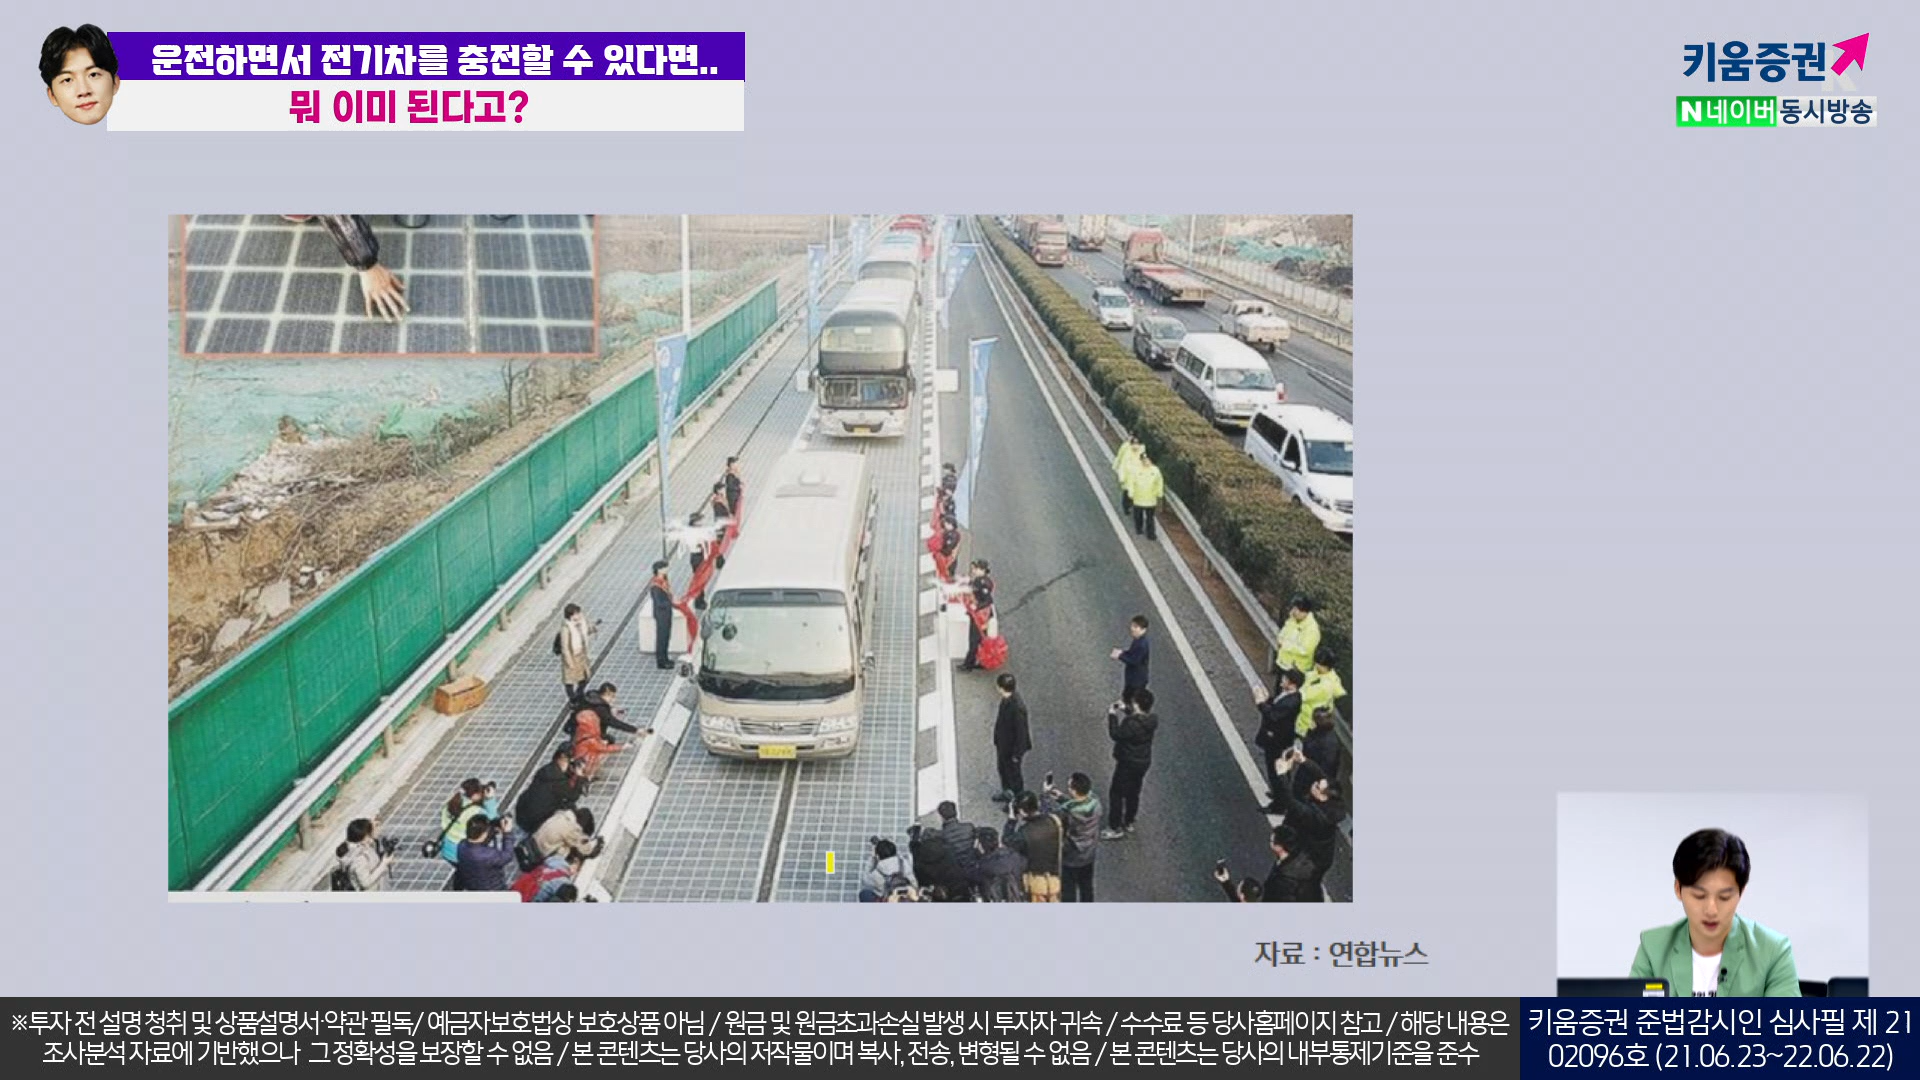 운전하면서 전기차를 충전할 수 있다면..
뭐 이미 된다고?
키움증권
N 네이버 동시방송
자료 : 연합뉴스
※투자 전 설명 청취 및 상품설명서·약관 필독/ 예금자보호법상 보호상품 아님 / 원금 및 원금초과손실 발생 시 투자자 귀속 / 수수료 등 당사홈페이지 참고 / 해당 내용은
조사분석 자료에 기반했으나 그 정확성을 보장할 수 없음 / 본 콘텐츠는 당사의 저작물이며 복사, 전송, 변형될 수 없음 / 본 콘텐츠는 당사의 내부통제기준을 준수
키움증권 준법감시인 심사필 제 21
02096호 (21.06.23~22.06.22)